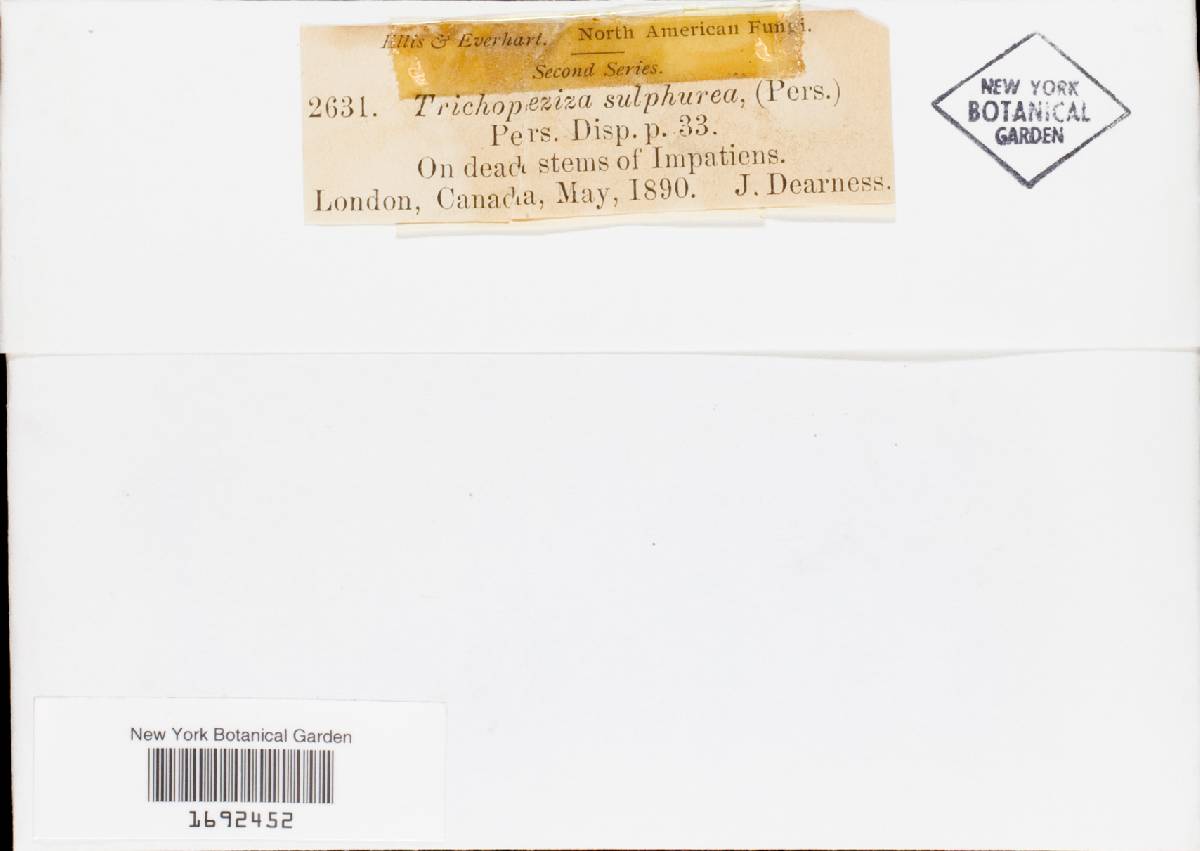 Ellis & Everhart. North American Fungi.
Second Series.
2631. Trichopeziza sulphurea, (Pers.)
Pers. Disp. p. 33.
On dead stems of Impatiens.
London, Canada, May, 1890. J. Dearness.
NEW YORK
BOTANICAL
GARDEN
New York Botanical Garden
1692452